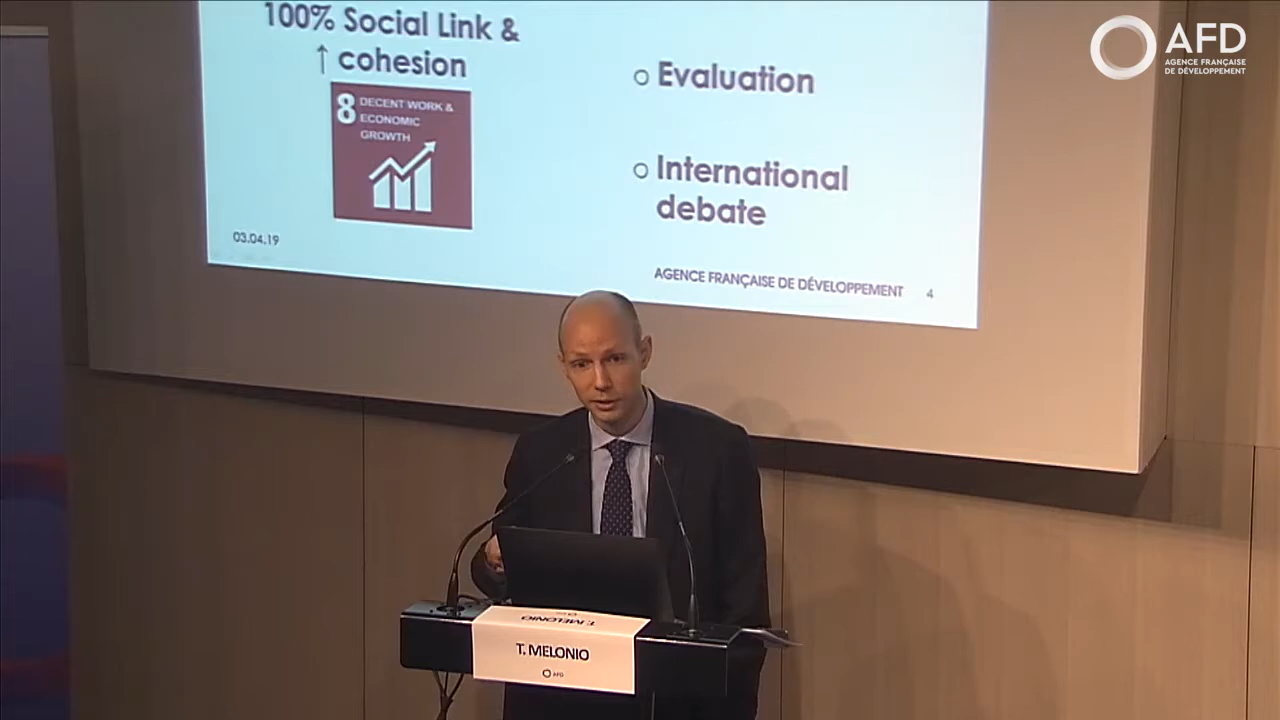 100% Social Link &
↑ cohesion
8 DECENT WORK &
ECONOMIC
GROWTH
03.04.19
○ Evaluation
○ International
debate
AGENCE FRANÇAISE DE DÉVELOPPEMENT 4
AFD
AGENCE FRANÇAISE
DE DÉVELOPPEMENT
T. MELONIO
T. MELONIO
AFD